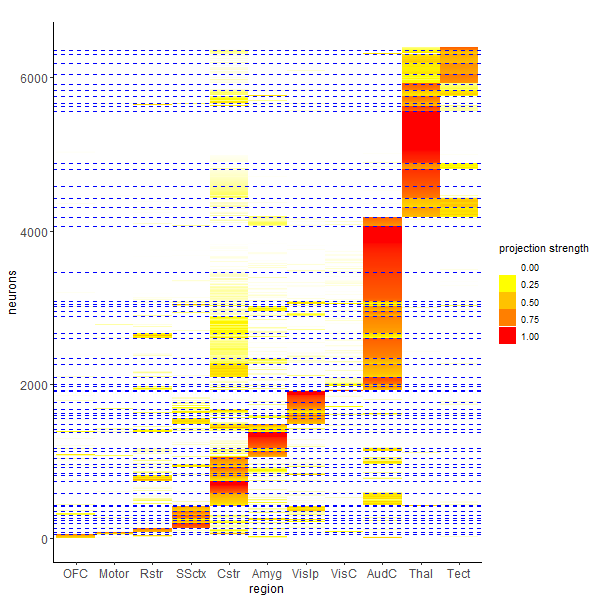 6000
4000
2000
0
neurons
OFC Motor Rstr SSctx Cstr Amyg VisIp VisC AudC Thal Tect
region
projection strength
0.00
0.25
0.50
0.75
1.00